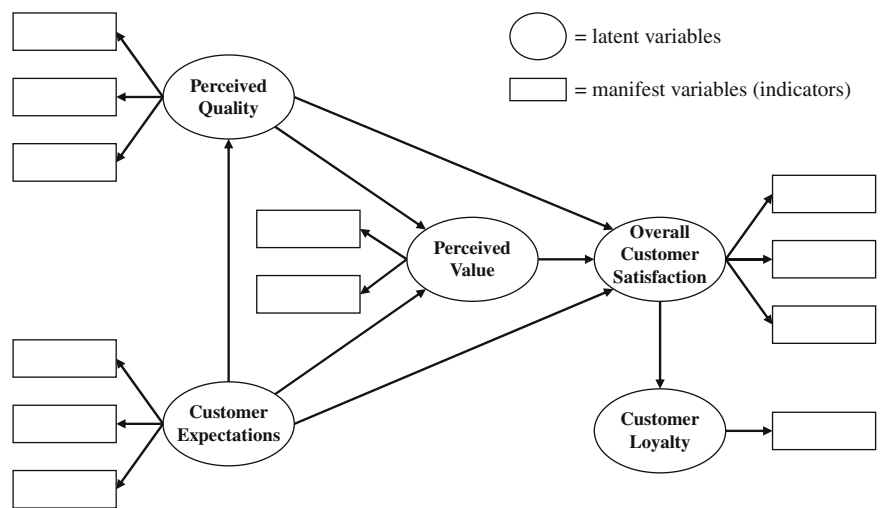 = latent variables
= manifest variables (indicators)
Perceived
Quality
Perceived
Value
Overall
Customer
Satisfaction
Customer
Expectations
Customer
Loyalty